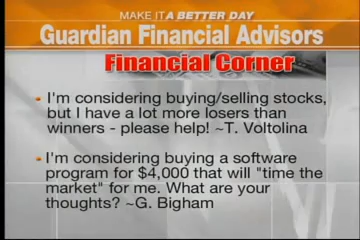 MAKE IT A BETTER DAY
Guardian Financial Advisors
Financial Corner
I'm considering buying/selling stocks,
but I have a lot more losers than
winners - please help! ~T. Voltolina
I'm considering buying a software
program for $4,000 that will "time the
market" for me. What are your
thoughts? ~G. Bigham